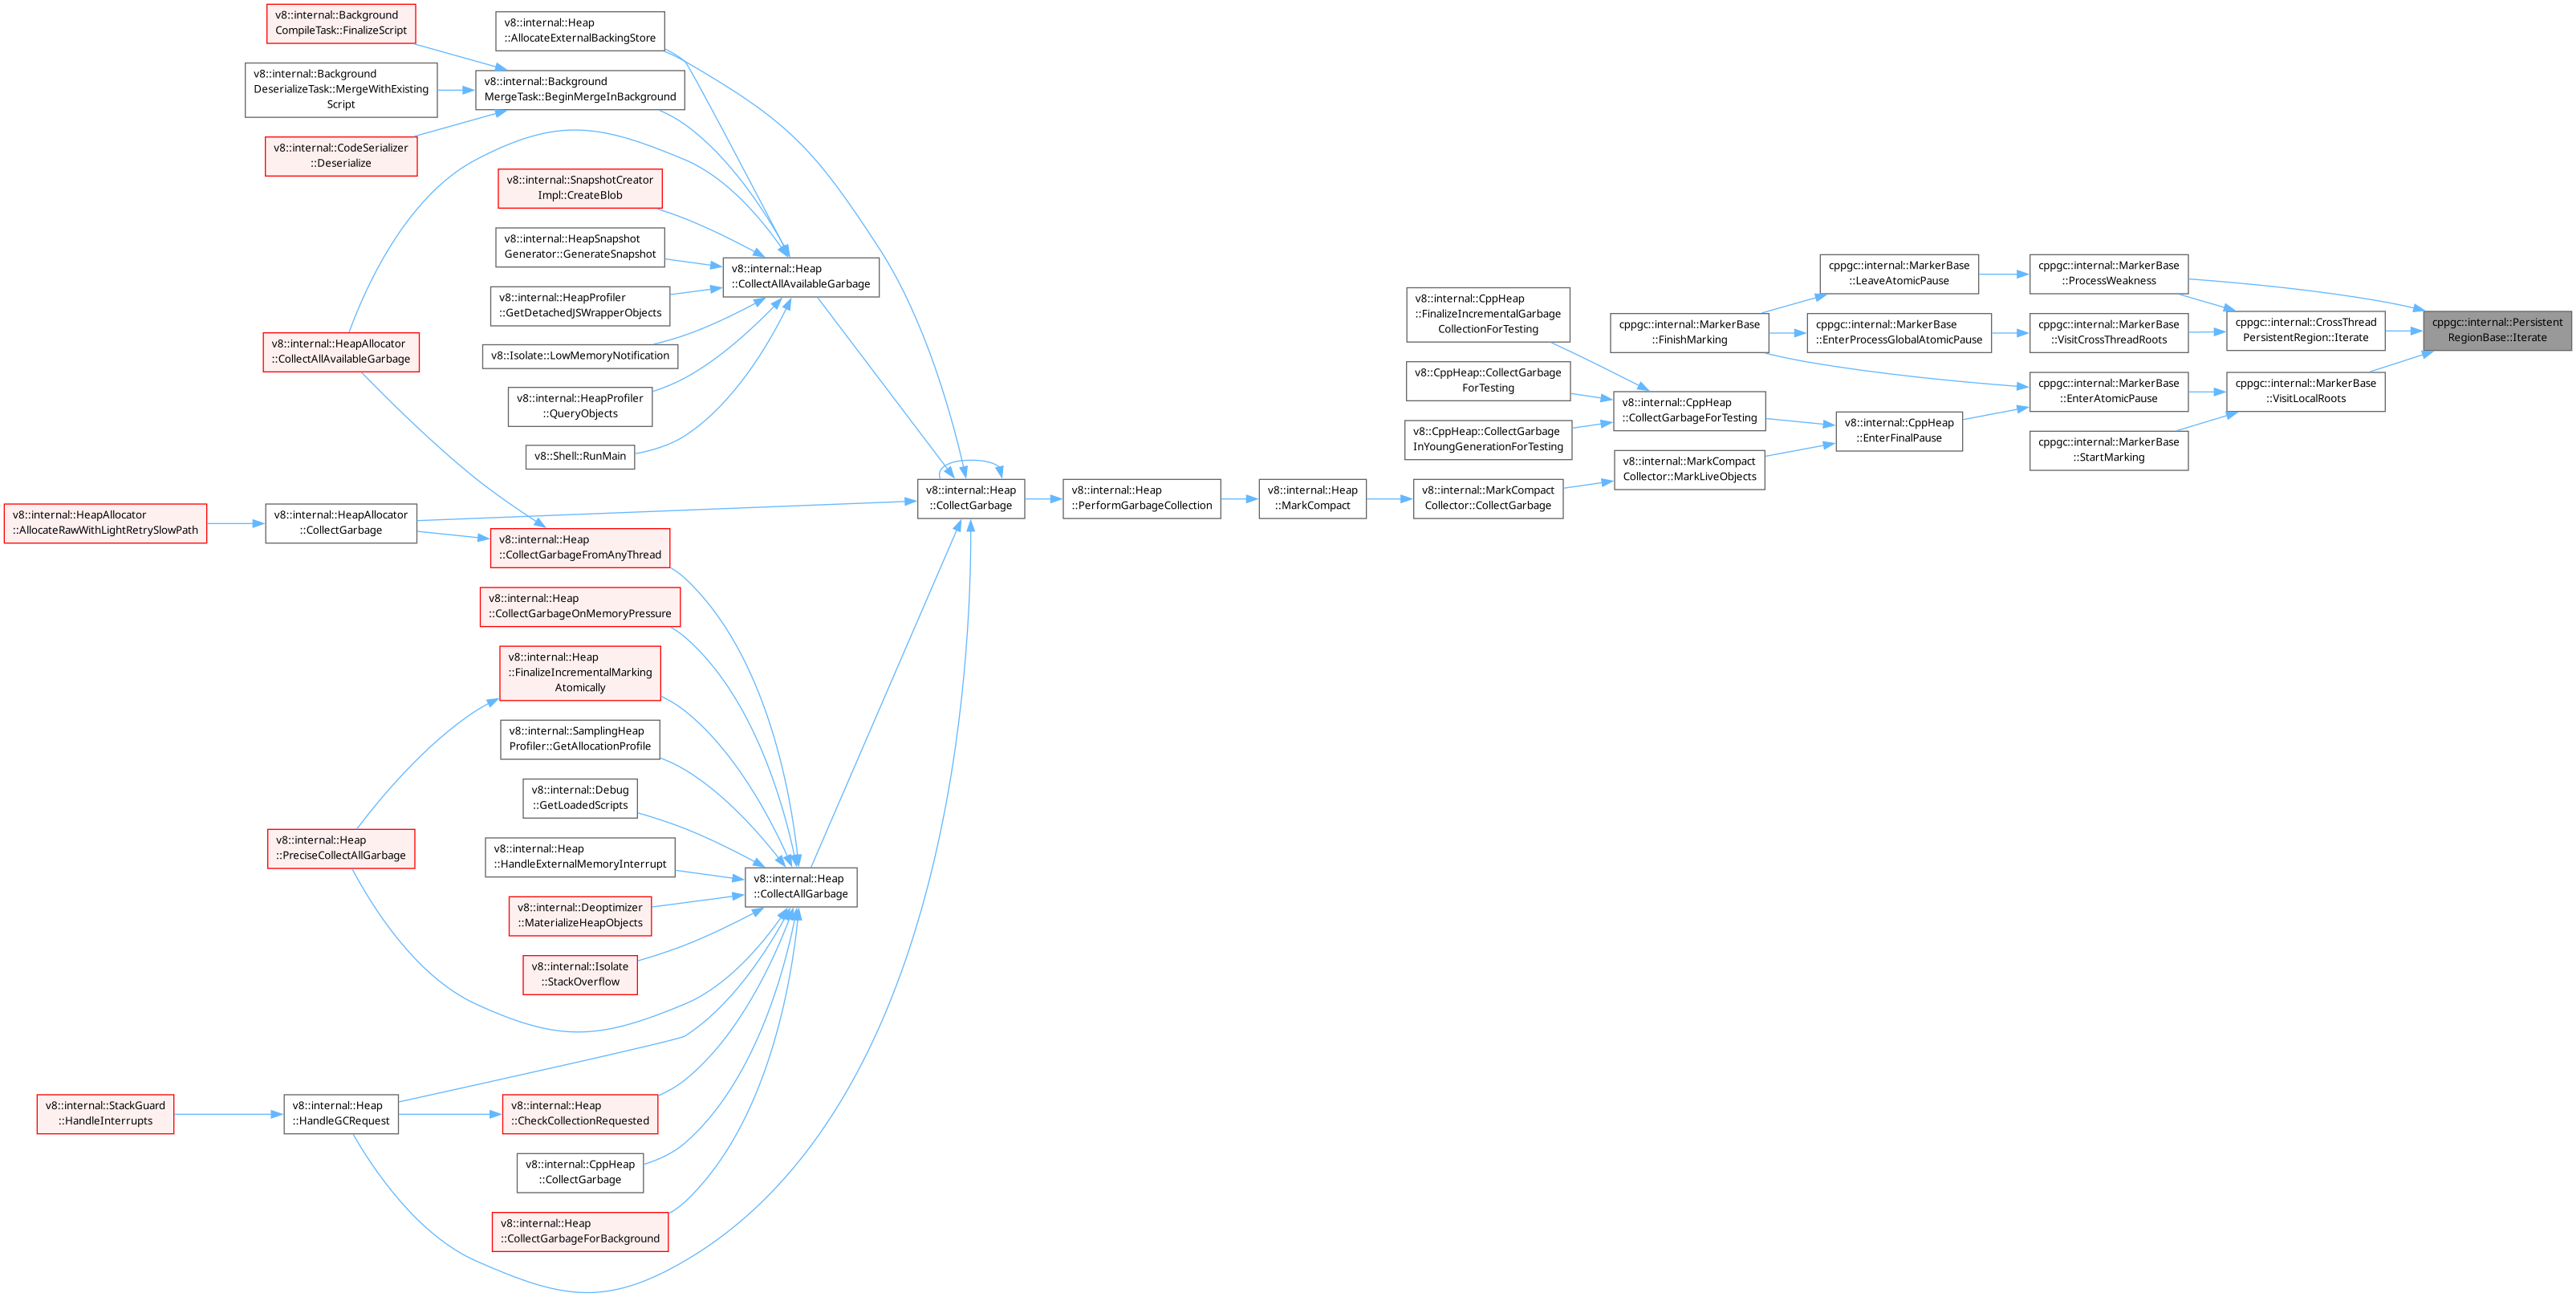 v8::internal::Background
CompileTask::FinalizeScript
v8::internal::Background
DeserializeTask::MergeWithExisting
Script
v8::internal::CodeSerializer
::Deserialize
v8::internal::HeapAllocator
::CollectAllAvailableGarbage
v8::internal::HeapAllocator
::AllocateRawWithLightRetrySlowPath
v8::internal::HeapAllocator
::CollectGarbage
v8::internal::Heap
::PreciseCollectAllGarbage
v8::internal::StackGuard
::HandleInterrupts
v8::internal::Heap
::HandleGCRequest
v8::internal::Heap
::AllocateExternalBackingStore
v8::internal::Background
MergeTask::BeginMergeInBackground
v8::internal::SnapshotCreator
Impl::CreateBlob
v8::internal::HeapSnapshot
Generator::GenerateSnapshot
v8::internal::HeapProfiler
::GetDetachedJSWrapperObjects
v8::Isolate::LowMemoryNotification
v8::internal::HeapProfiler
::QueryObjects
v8::Shell::RunMain
v8::internal::Heap
::CollectGarbageFromAnyThread
v8::internal::Heap
::CollectGarbageOnMemoryPressure
v8::internal::Heap
::FinalizeIncrementalMarking
Atomically
v8::internal::SamplingHeap
Profiler::GetAllocationProfile
v8::internal::Debug
::GetLoadedScripts
v8::internal::Heap
::HandleExternalMemoryInterrupt
v8::internal::Deoptimizer
::MaterializeHeapObjects
v8::internal::Isolate
::StackOverflow
v8::internal::Heap
::CheckCollectionRequested
v8::internal::CppHeap
::CollectGarbage
v8::internal::Heap
::CollectGarbageForBackground
v8::internal::Heap
::CollectAllAvailableGarbage
v8::internal::Heap
::CollectAllGarbage
v8::internal::Heap
::CollectGarbage
v8::internal::Heap
::PerformGarbageCollection
v8::internal::Heap
::MarkCompact
v8::internal::CppHeap
::FinalizeIncrementalGarbage
CollectionForTesting
v8::CppHeap::CollectGarbage
ForTesting
v8::CppHeap::CollectGarbage
InYoungGenerationForTesting
v8::internal::MarkCompact
Collector::CollectGarbage
cppgc::internal::MarkerBase
::FinishMarking
v8::internal::CppHeap
::CollectGarbageForTesting
v8::internal::MarkCompact
Collector::MarkLiveObjects
cppgc::internal::MarkerBase
::LeaveAtomicPause
cppgc::internal::MarkerBase
::EnterProcessGlobalAtomicPause
v8::internal::CppHeap
::EnterFinalPause
cppgc::internal::MarkerBase
::ProcessWeakness
cppgc::internal::MarkerBase
::VisitCrossThreadRoots
cppgc::internal::MarkerBase
::EnterAtomicPause
cppgc::internal::MarkerBase
::StartMarking
cppgc::internal::CrossThread
PersistentRegion::Iterate
cppgc::internal::MarkerBase
::VisitLocalRoots
cppgc::internal::Persistent
RegionBase::Iterate